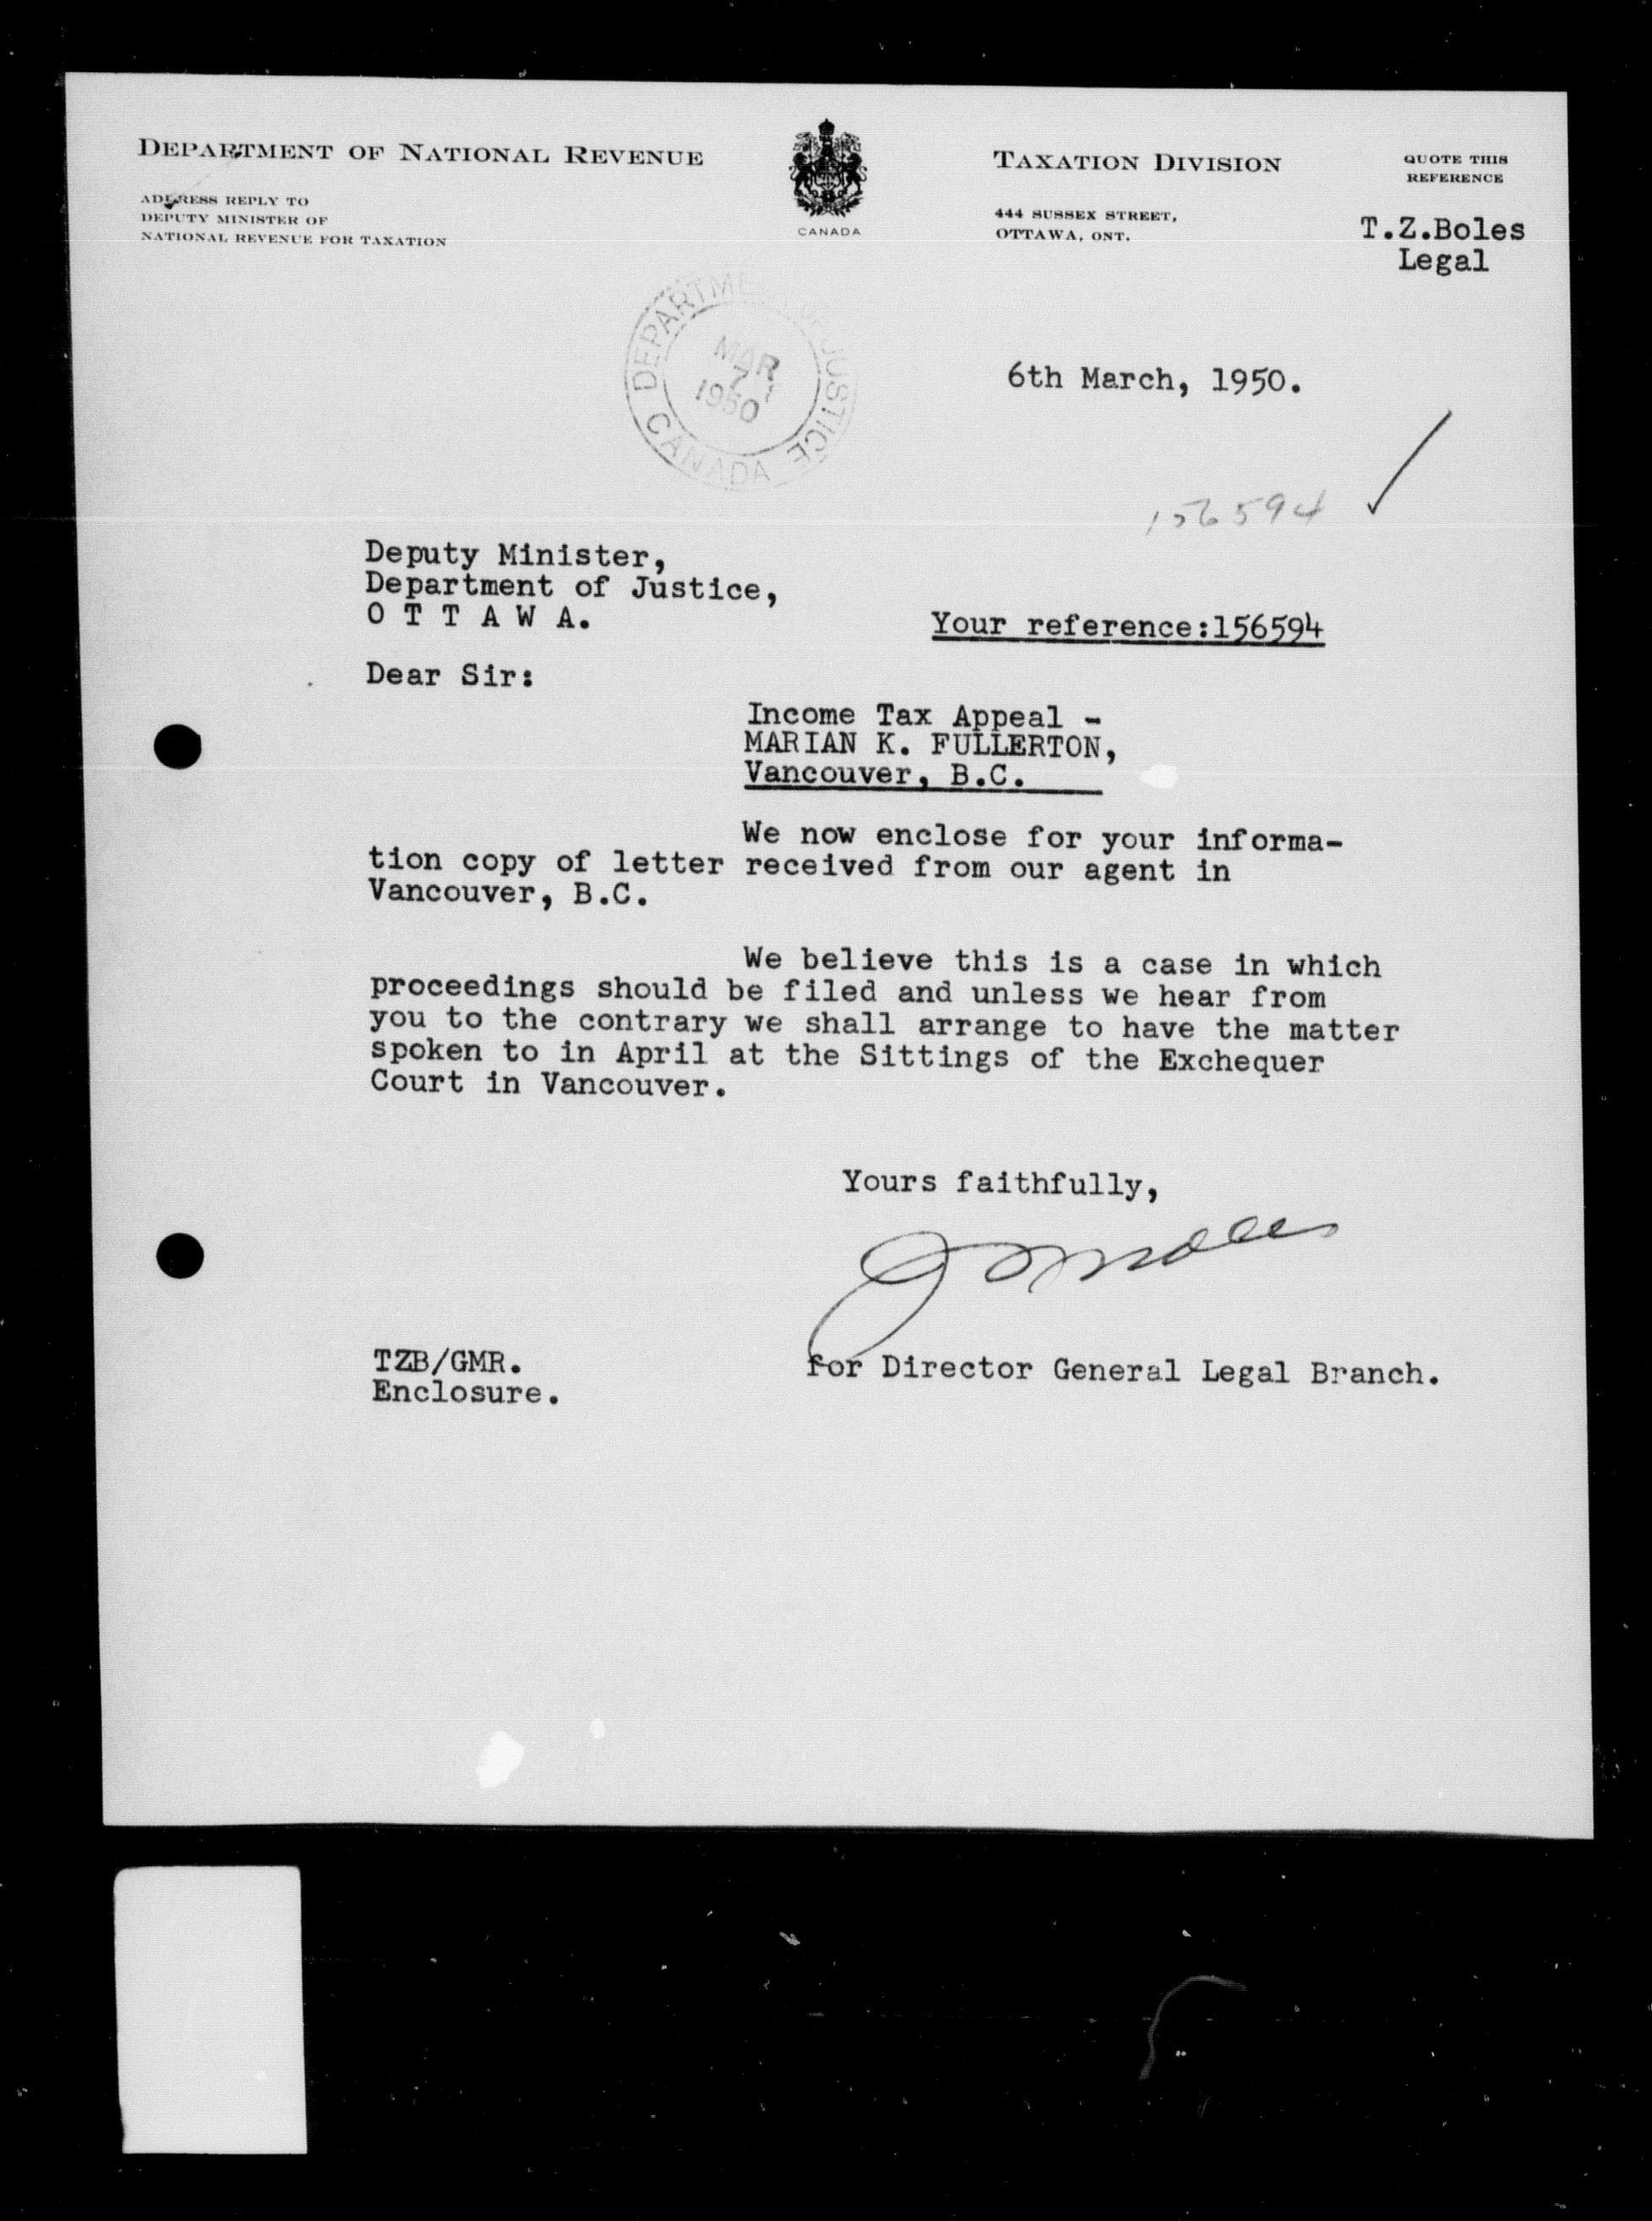 DEPARTMENT OF NATIONAL REVENUE
ADDRESS REPLY TO
DEPUTY MINISTER OF
NATIONAL REVENUE FOR TAXATION
CANADA
TAXATION DIVISION
444 SUSSEX STREET,
OTTAWA, ONT.
QUOTE THIS
REFERENCE
T.Z.Boles
Legal
DEPARTMENT OF JUSTICE
MAR
7
1950
CANADA
6th March, 1950.
156594
Deputy Minister,
Department of Justice,
O T T A W A.
Your reference:156594
Dear Sir:
Income Tax Appeal -
MARIAN K. FULLERTON,
Vancouver, B.C.
We now enclose for your informa-
tion copy of letter received from our agent in
Vancouver, B.C.
We believe this is a case in which
proceedings should be filed and unless we hear from
you to the contrary we shall arrange to have the matter
spoken to in April at the Sittings of the Exchequer
Court in Vancouver.
Yours faithfully,
for Director General Legal Branch.
TZB/GMR.
Enclosure.